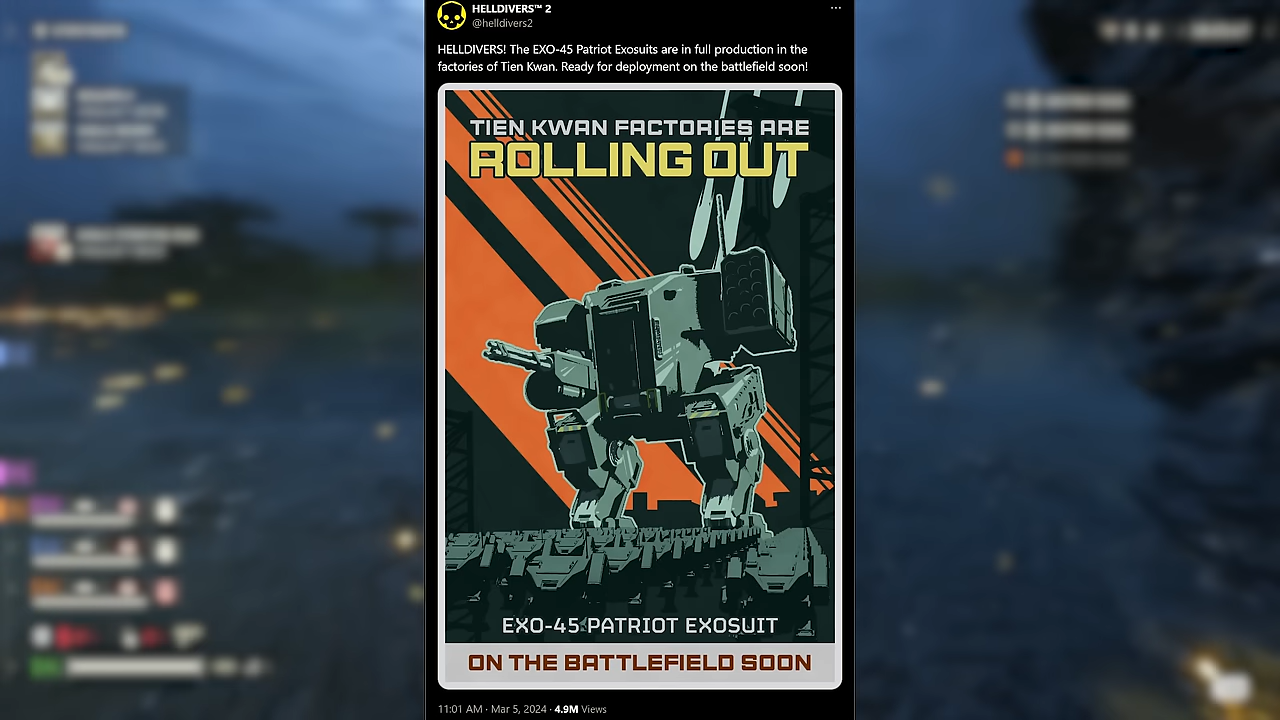 HELLDIVERS™ 2
@helldivers2
HELLDIVERS! The EXO-45 Patriot Exosuits are in full production in the
factories of Tien Kwan. Ready for deployment on the battlefield soon!
TIEN KWAN FACTORIES ARE
ROLLING OUT
EXO-45 PATRIOT EXOSUIT
ON THE BATTLEFIELD SOON
11:01 AM · Mar 5, 2024 · 4.9M Views